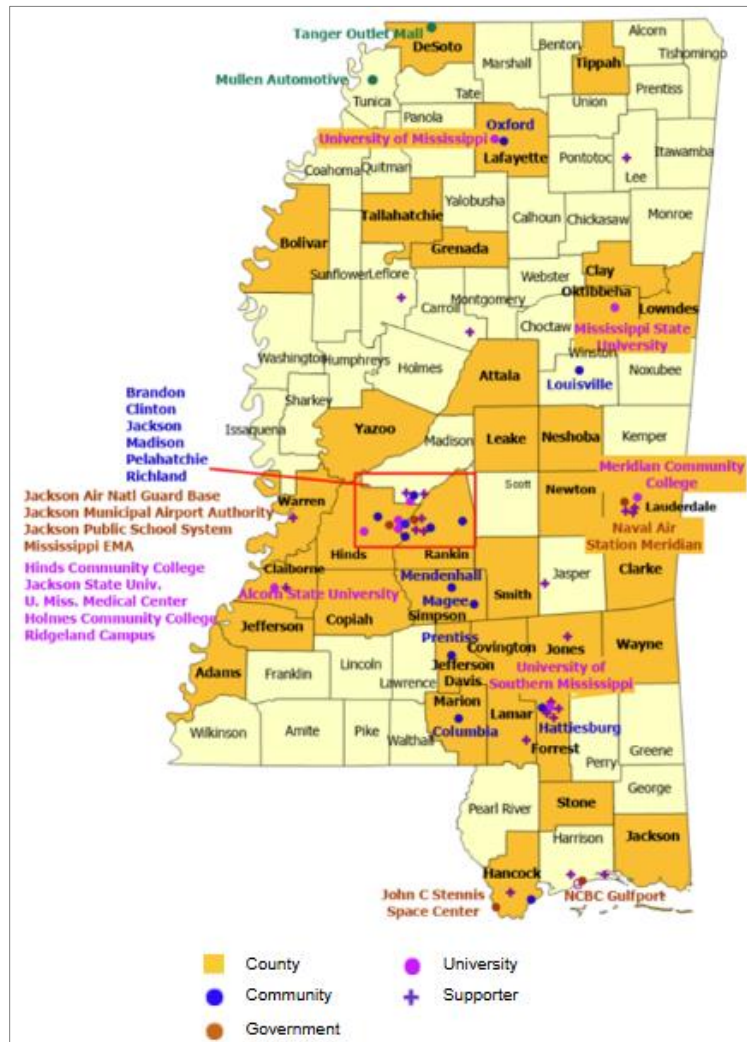 Tanger Outlet Mall
DeSoto
Alcorn
Tishomingo
Benton
Marshall
Tippah
Mullen Automotive
Tunica
Tate
Prentiss
Union
Panola
Oxford
University of Mississippi
Lafayette
Pontotoc
Itawamba
Lee
Coahoma
Quitman
Yalobusha
Tallahatchie
Calhoun
Chickasaw
Monroe
Bolivar
Grenada
Sunflower
Leflore
Webster
Clay
Oktibbeha
Lowndes
Montgomery
Carroll
Choctaw
Mississippi State
University
Washington
Humphreys
Holmes
Winston
Noxubee
Attala
Louisville
Brandon
Clinton
Jackson
Madison
Pelahatchie
Richland
Sharkey
Issaquena
Yazoo
Madison
Leake
Neshoba
Kemper
Meridian Community
College
Scott
Newton
Lauderdale
Warren
Jackson Air Natl Guard Base
Jackson Municipal Airport Authority
Jackson Public School System
Mississippi EMA
Naval Air
Station Meridian
Hinds
Rankin
Claiborne
Hinds Community College
Jackson State Univ.
U. Miss. Medical Center
Holmes Community College
Ridgeland Campus
Alcorn State University
Mendenhall
Magee
Simpson
Smith
Jasper
Clarke
Copiah
Jefferson
Prentiss
Covington
Jones
Wayne
Adams
Franklin
Lincoln
Lawrence
Jefferson
Davis
University of
Southern Mississippi
Marion
Lamar
Columbia
Hattiesburg
Forrest
Wilkinson
Amite
Pike
Walthall
Perry
Greene
George
Pearl River
Stone
Harrison
Jackson
Hancock
John C Stennis
Space Center
NCBC Gulfport
County
University
Community
Supporter
Government